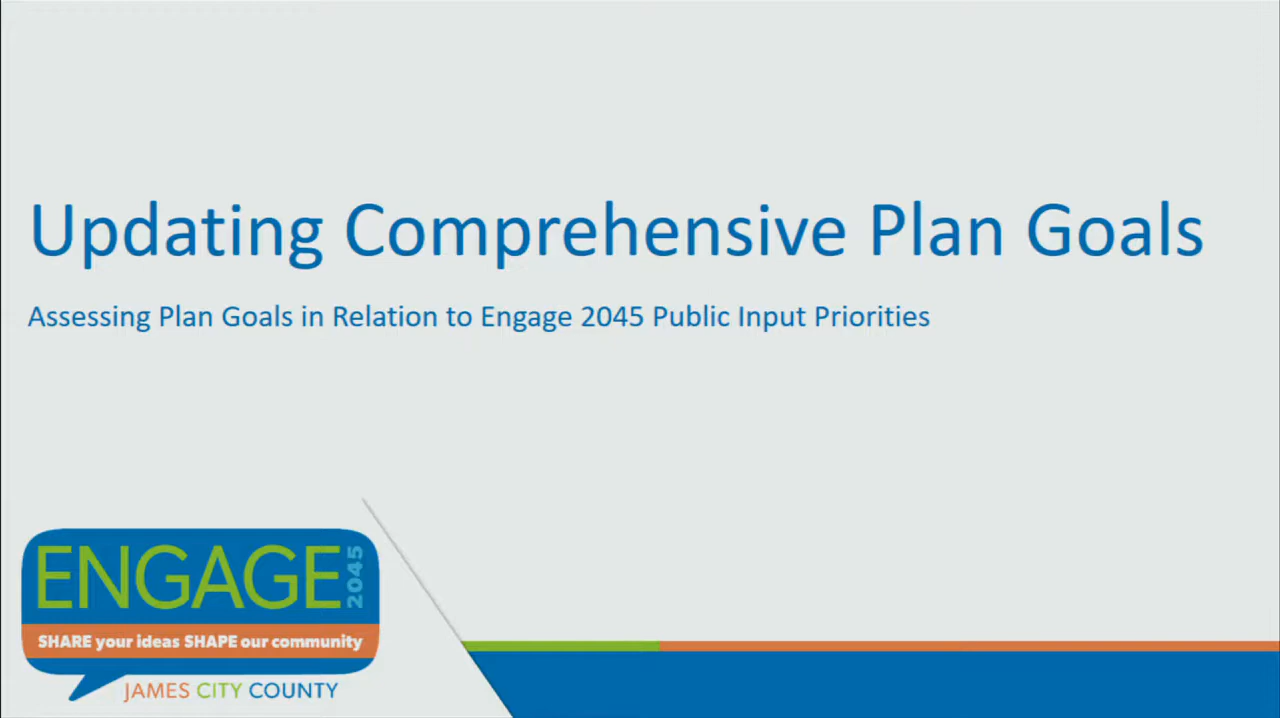 Updating Comprehensive Plan Goals
Assessing Plan Goals in Relation to Engage 2045 Public Input Priorities
ENGAGE 2045
SHARE your ideas SHAPE our community
JAMES CITY COUNTY